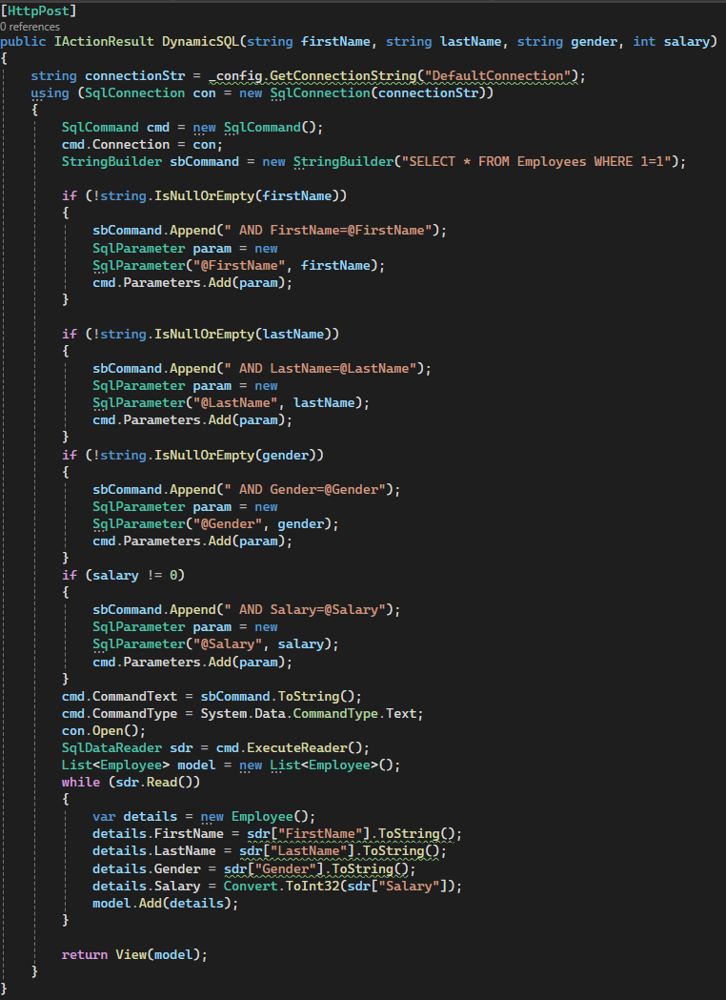 [HttpPost]
0 references
public IActionResult DynamicSQL(string firstName, string lastName, string gender, int salary)
{
    string connectionStr = _config.GetConnectionString("DefaultConnection");
    using (SqlConnection con = new SqlConnection(connectionStr))
    {
        SqlCommand cmd = new SqlCommand();
        cmd.Connection = con;
        StringBuilder sbCommand = new StringBuilder("SELECT * FROM Employees WHERE 1=1");

        if (!string.IsNullOrEmpty(firstName))
        {
            sbCommand.Append(" AND FirstName=@FirstName");
            SqlParameter param = new
            SqlParameter("@FirstName", firstName);
            cmd.Parameters.Add(param);
        }

        if (!string.IsNullOrEmpty(lastName))
        {
            sbCommand.Append(" AND LastName=@LastName");
            SqlParameter param = new
            SqlParameter("@LastName", lastName);
            cmd.Parameters.Add(param);
        }
        if (!string.IsNullOrEmpty(gender))
        {
            sbCommand.Append(" AND Gender=@Gender");
            SqlParameter param = new
            SqlParameter("@Gender", gender);
            cmd.Parameters.Add(param);
        }
        if (salary != 0)
        {
            sbCommand.Append(" AND Salary=@Salary");
            SqlParameter param = new
            SqlParameter("@Salary", salary);
            cmd.Parameters.Add(param);
        }
        cmd.CommandText = sbCommand.ToString();
        cmd.CommandType = System.Data.CommandType.Text;
        con.Open();
        SqlDataReader sdr = cmd.ExecuteReader();
        List<Employee> model = new List<Employee>();
        while (sdr.Read())
        {
            var details = new Employee();
            details.FirstName = sdr["FirstName"].ToString();
            details.LastName = sdr["LastName"].ToString();
            details.Gender = sdr["Gender"].ToString();
            details.Salary = Convert.ToInt32(sdr["Salary"]);
            model.Add(details);
        }

        return View(model);
    }
}